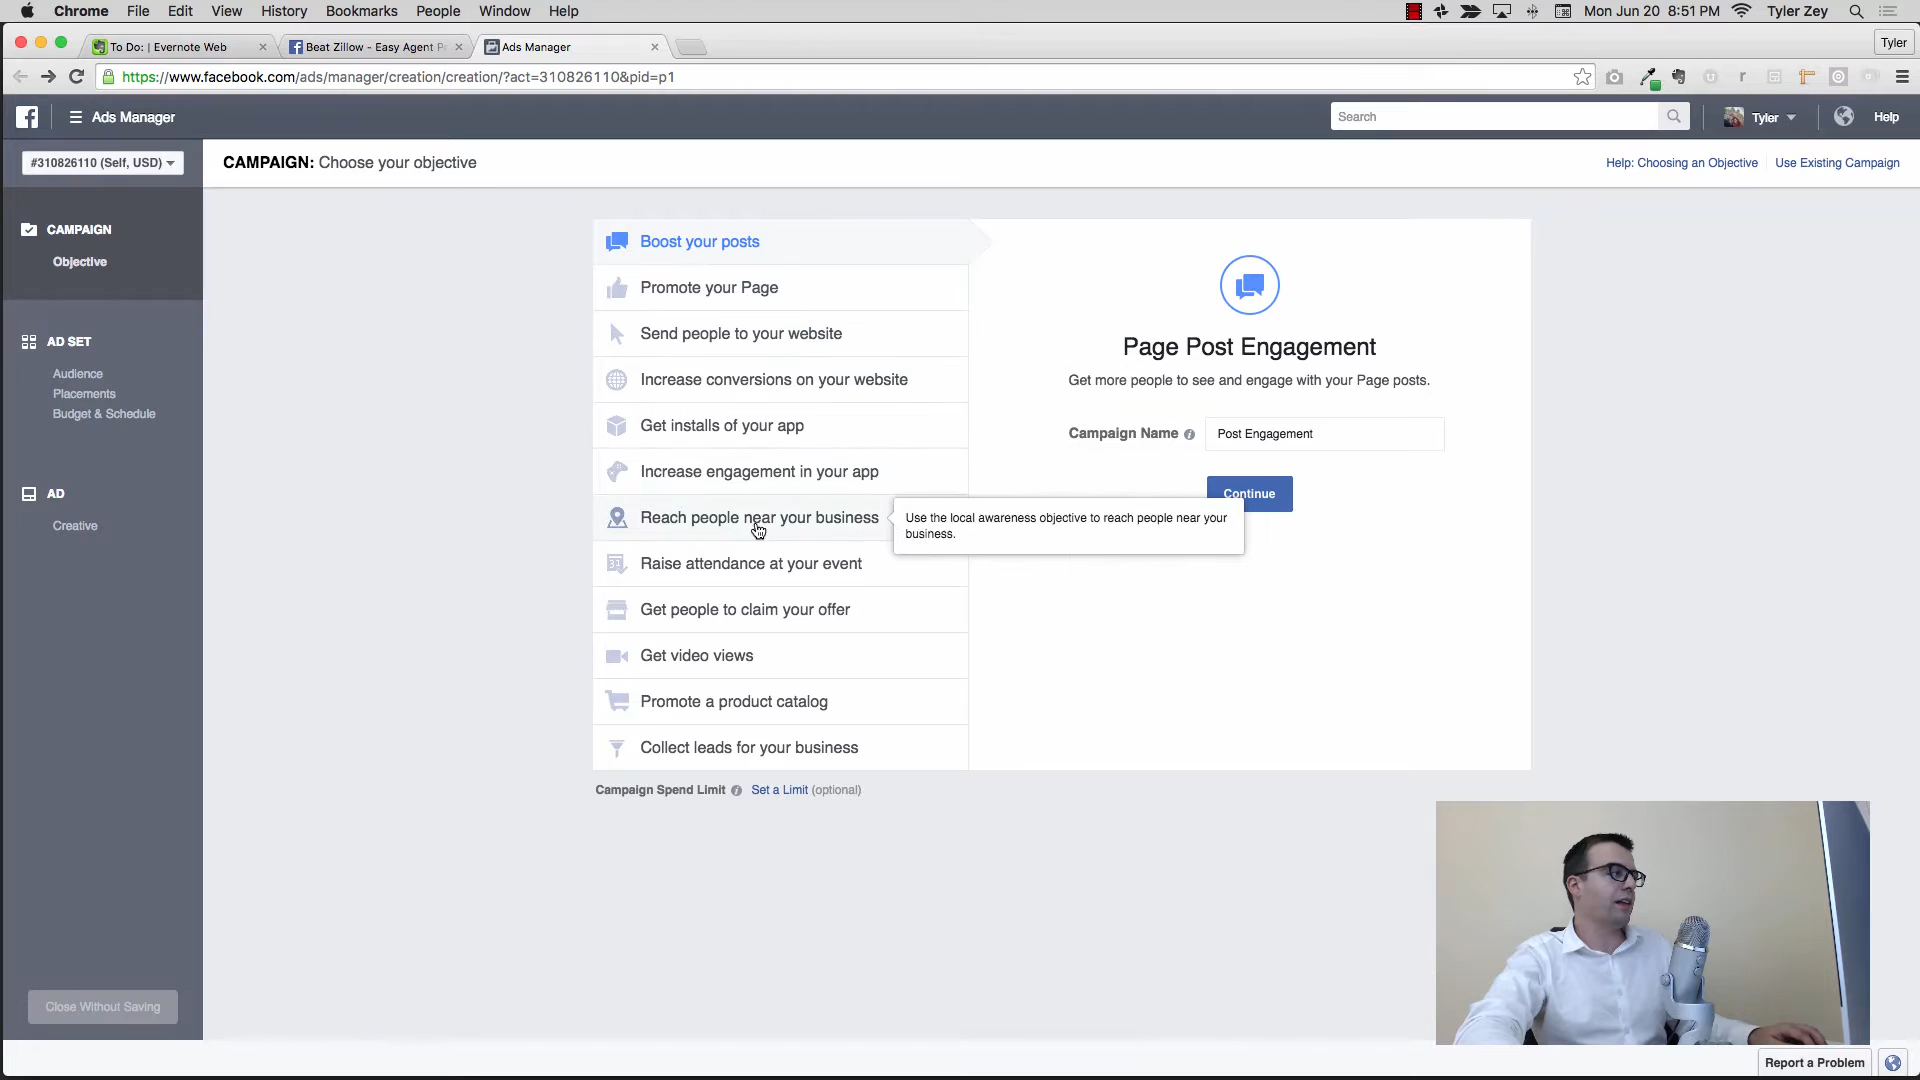 Chrome File Edit View History Bookmarks People Window Help Mon Jun 20 8:51 PM Tyler Zey
To Do: | Evernote Web
Beat Zillow - Easy Agent P
Ads Manager
Tyler
https://www.facebook.com/ads/manager/creation/creation/?act=310826110&pid=p1
Ads Manager
Search
Tyler
Help
#310826110 (Self, USD)
CAMPAIGN: Choose your objective
Help: Choosing an Objective
Use Existing Campaign
CAMPAIGN
Objective
AD SET
Audience
Placements
Budget & Schedule
AD
Creative
Close Without Saving
Boost your posts
Promote your Page
Send people to your website
Increase conversions on your website
Get installs of your app
Increase engagement in your app
Reach people near your business
Raise attendance at your event
31
Get people to claim your offer
Get video views
Promote a product catalog
Collect leads for your business
Campaign Spend Limit Set a Limit (optional)
Page Post Engagement
Get more people to see and engage with your Page posts.
Campaign Name Post Engagement
Continue
Use the local awareness objective to reach people near your
business.
Report a Problem